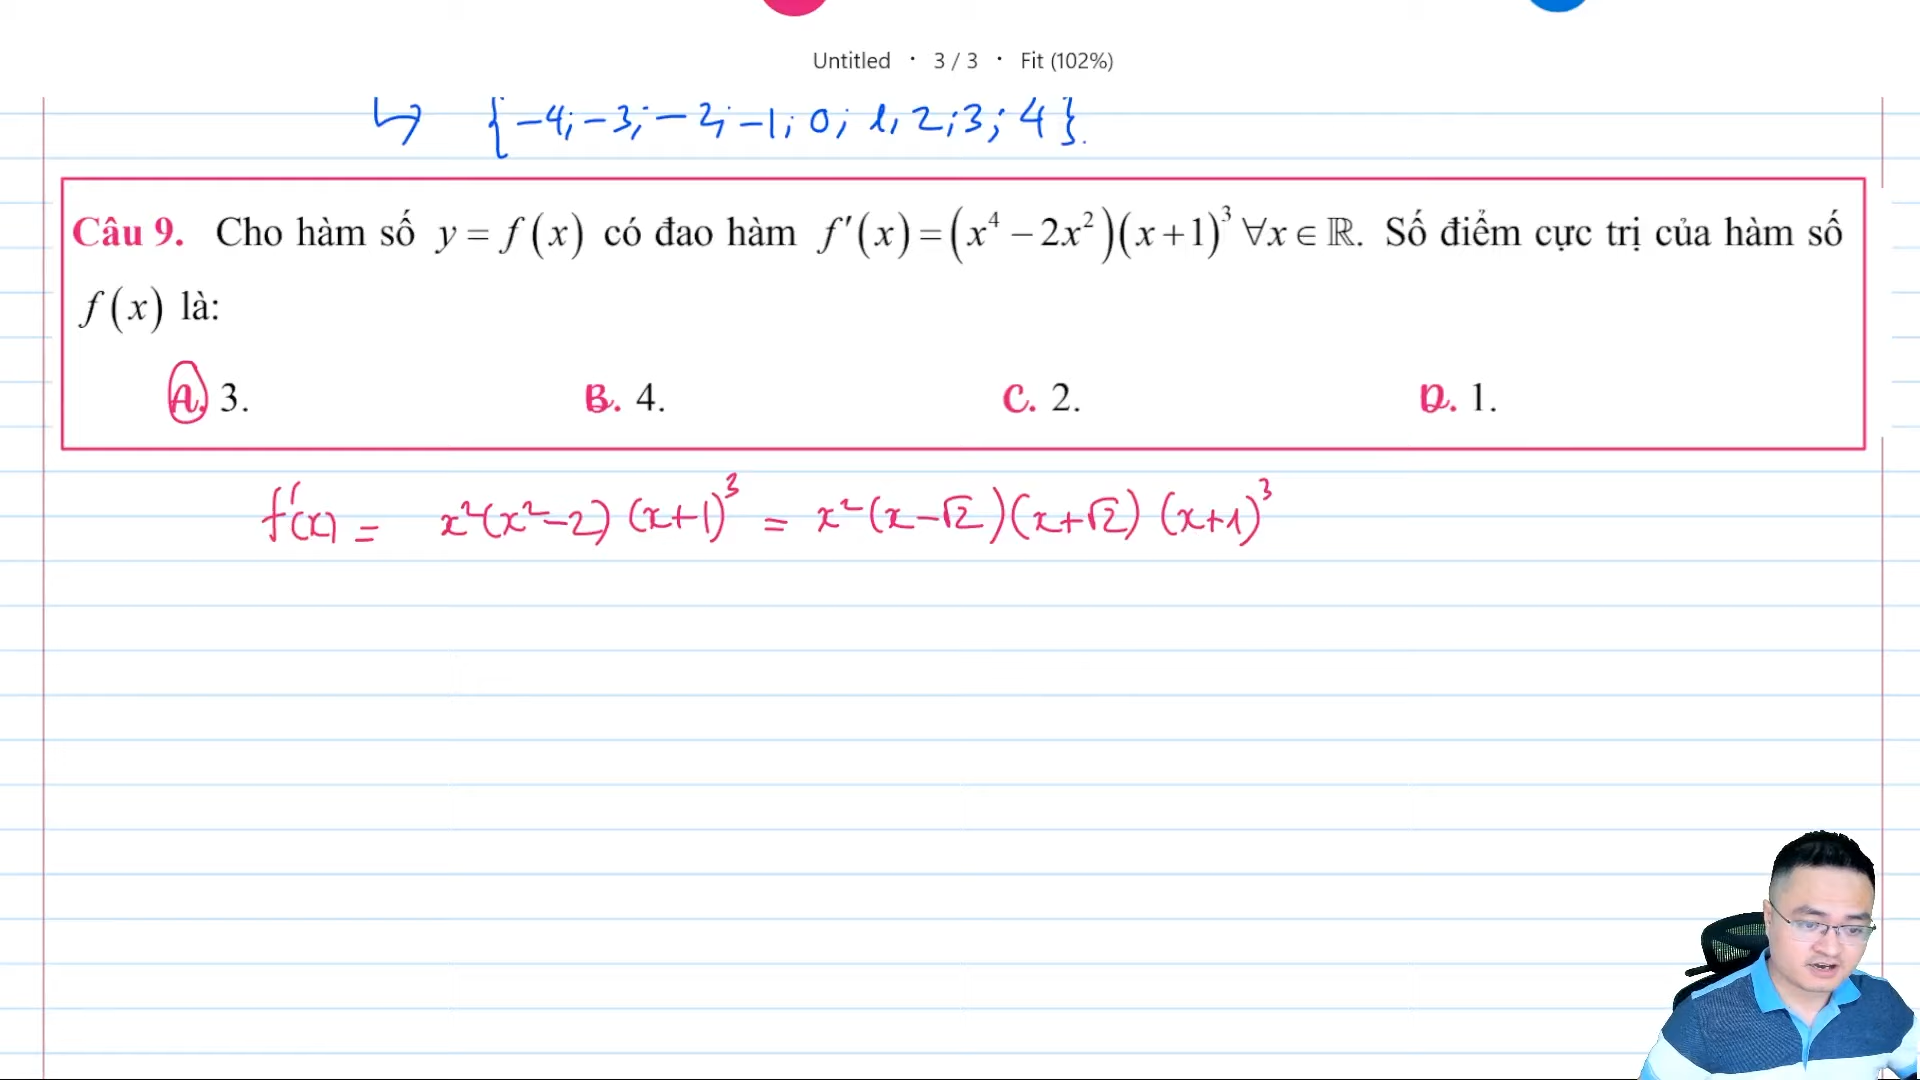 Untitled • 3 / 3 • Fit (102%)
↳ {-4; -3; -2; -1; 0; 1; 2; 3; 4}.
Câu 9. Cho hàm số y = f(x) có đao hàm f'(x) = (x⁴ − 2x²)(x+1)³ ∀x ∈ ℝ. Số điểm cực trị của hàm số
f(x) là:
A. 3. B. 4. C. 2. D. 1.
f'(x) = x²(x²−2)(x+1)³ = x²(x−√2)(x+√2)(x+1)³